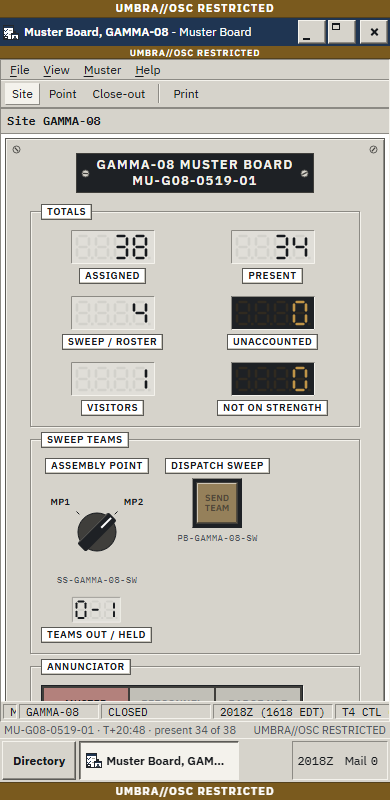 UMBRA//OSC RESTRICTED
Muster Board, GAMMA-08 - Muster Board
UMBRA//OSC RESTRICTED
File View Muster Help
Site Point Close-out Print
Site GAMMA-08
GAMMA-08 MUSTER BOARD
MU-G08-0519-01
TOTALS
38 34
ASSIGNED PRESENT
4 0
SWEEP / ROSTER UNACCOUNTED
1 0
VISITORS NOT ON STRENGTH
SWEEP TEAMS
ASSEMBLY POINT DISPATCH SWEEP
MP1 MP2
SEND
TEAM
PB-GAMMA-08-SW
SS-GAMMA-08-SW
0-1
TEAMS OUT / HELD
ANNUNCIATOR
GAMMA-08 CLOSED 2018Z (1618 EDT) T4 CTL
MU-G08-0519-01 · T+20:48 · present 34 of 38 UMBRA//OSC RESTRICTED
Directory Muster Board, GAM... 2018Z Mail 0
UMBRA//OSC RESTRICTED